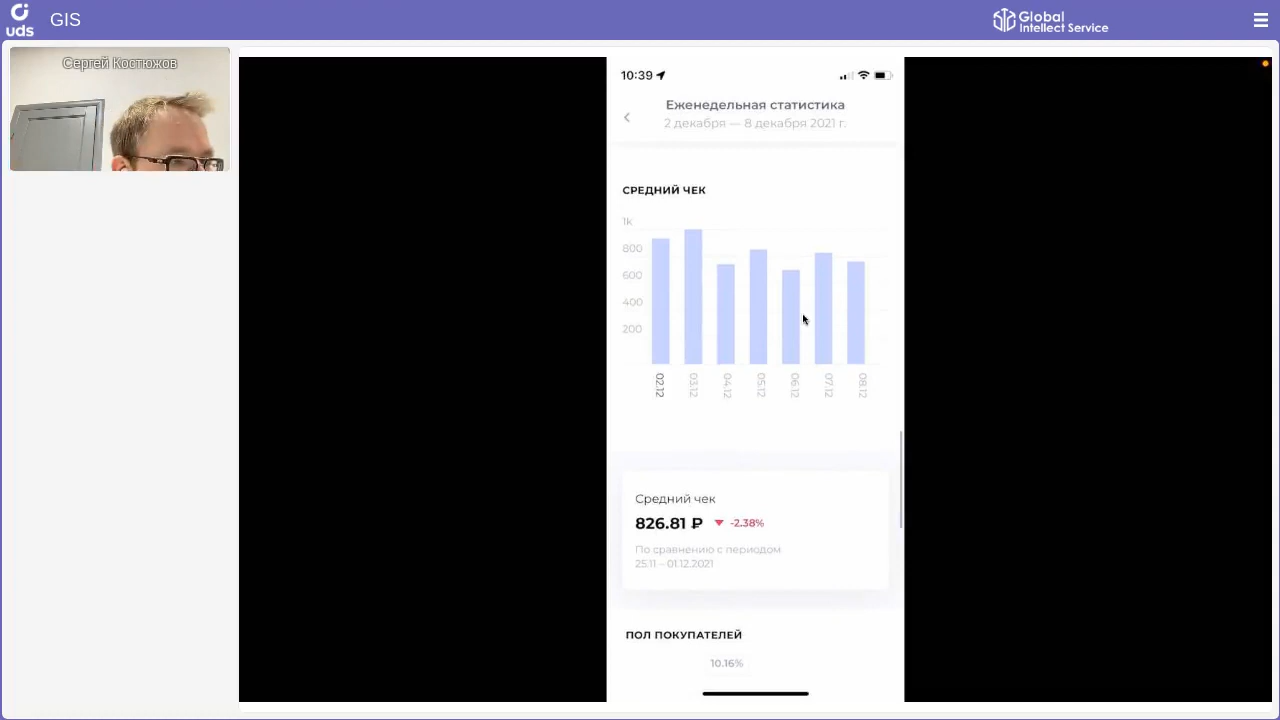 uds
GIS
Global
Intellect Service
Сергей Костюжов
10:39
Еженедельная статистика
2 декабря — 8 декабря 2021 г.
СРЕДНИЙ ЧЕК
1k
800
600
400
200
02.12
03.12
04.12
05.12
06.12
07.12
08.12
Средний чек
826.81 ₽ -2.38%
По сравнению с периодом
25.11 – 01.12.2021
ПОЛ ПОКУПАТЕЛЕЙ
10.16%